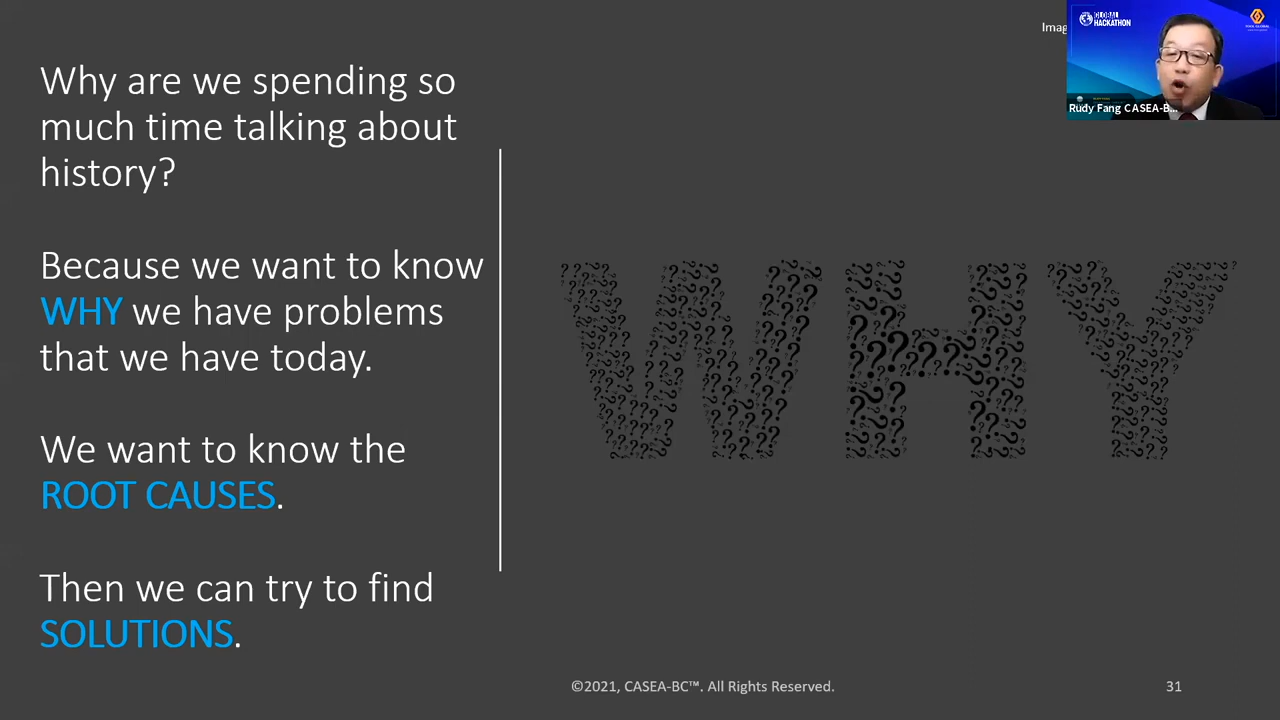 Why are we spending so
much time talking about
history?
Because we want to know
WHY we have problems
that we have today.
We want to know the
ROOT CAUSES.
Then we can try to find
SOLUTIONS.
WHY
Imag
GLOBAL
HACKATHON
Rudy Fang CASEA-B...
©2021, CASEA-BC™. All Rights Reserved.
31